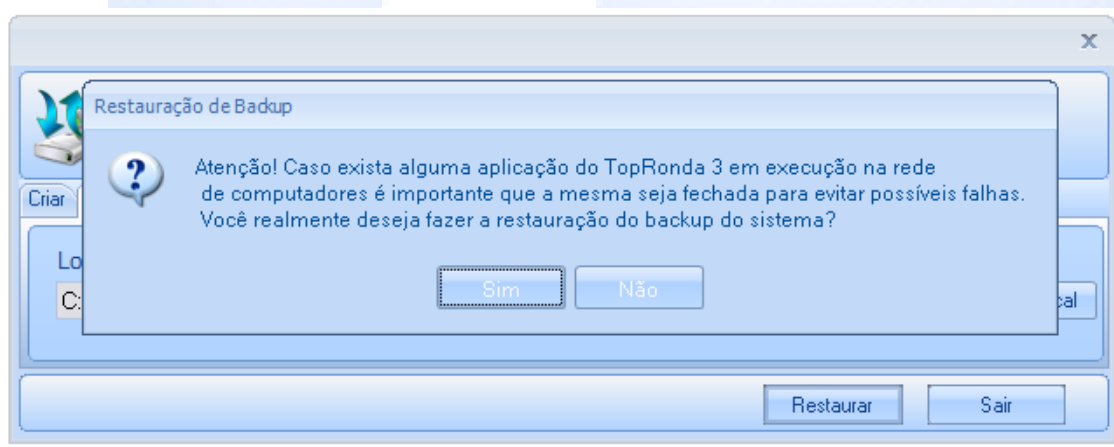 x
Restauração de Backup
Atenção! Caso exista alguma aplicação do TopRonda 3 em execução na rede
de computadores é importante que a mesma seja fechada para evitar possíveis falhas.
Você realmente deseja fazer a restauração do backup do sistema?
Criar
Lo
C:
cal
Sim Não
Restaurar Sair